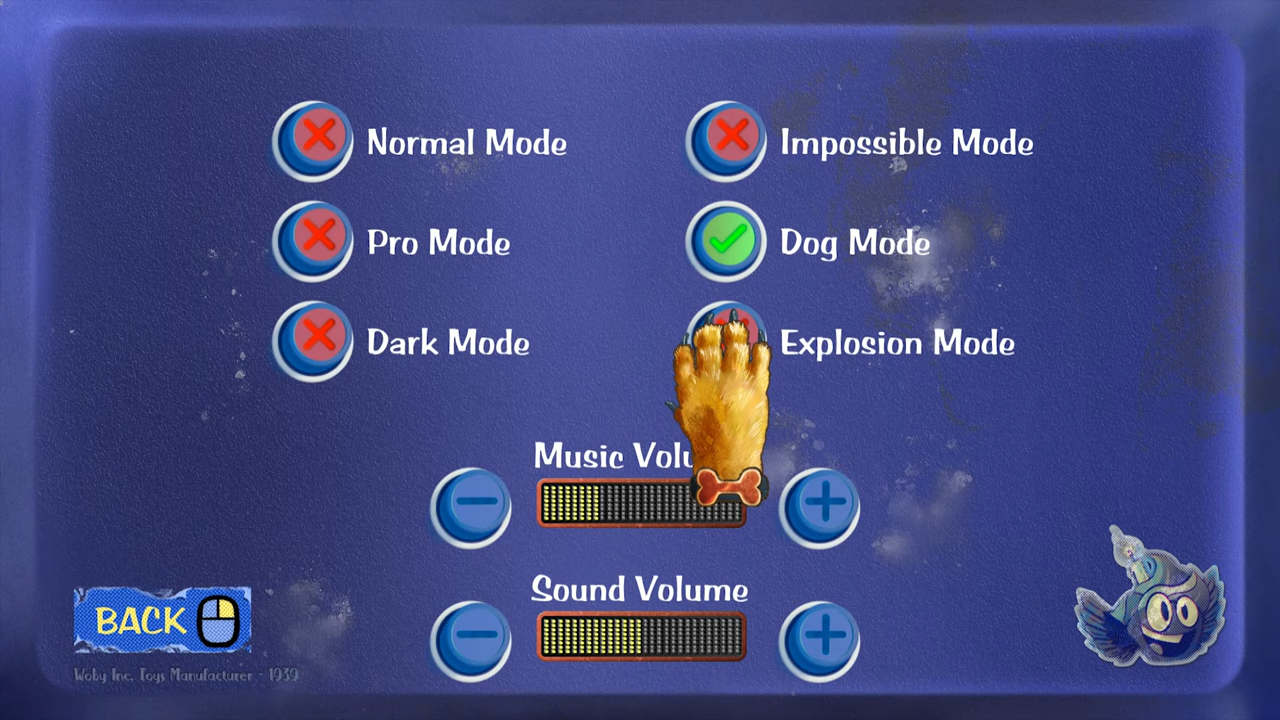 Normal Mode
Impossible Mode
Pro Mode
Dog Mode
Dark Mode
Explosion Mode
Music Volu
Sound Volume
BACK
Woby Inc. Toys Manufacturer - 1939